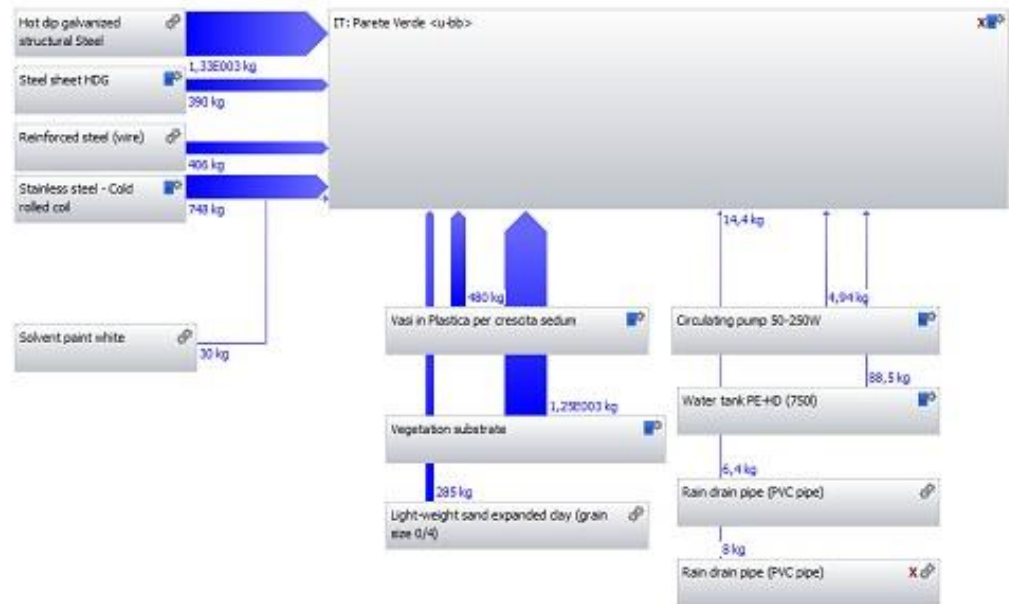 Hot dip galvanized
structural Steel
IT: Parete Verde <u-bb>
X
1,33E003 kg
Steel sheet HDG
390 kg
Reinforced steel (wire)
406 kg
Stainless steel - Cold
rolled coil
748 kg
14,4 kg
480 kg
4,94 kg
Vasi in Plastica per crescita sedum
Circulating pump 50-250W
Solvent paint white
30 kg
88,5 kg
1,25E003 kg
Water tank PE-HD (750l)
Vegetation substrate
6,4 kg
285 kg
Rain drain pipe (PVC pipe)
Light-weight sand expanded clay (grain
size 0/4)
8 kg
Rain drain pipe (PVC pipe)
X